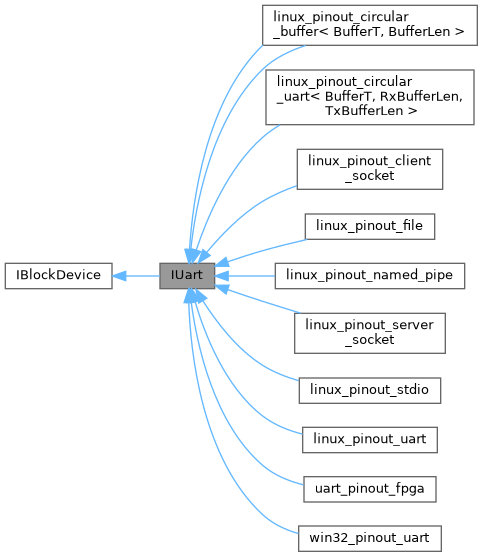 linux_pinout_circular
_buffer< BufferT, BufferLen >
linux_pinout_circular
_uart< BufferT, RxBufferLen,
TxBufferLen >
linux_pinout_client
_socket
linux_pinout_file
IBlockDevice
IUart
linux_pinout_named_pipe
linux_pinout_server
_socket
linux_pinout_stdio
linux_pinout_uart
uart_pinout_fpga
win32_pinout_uart